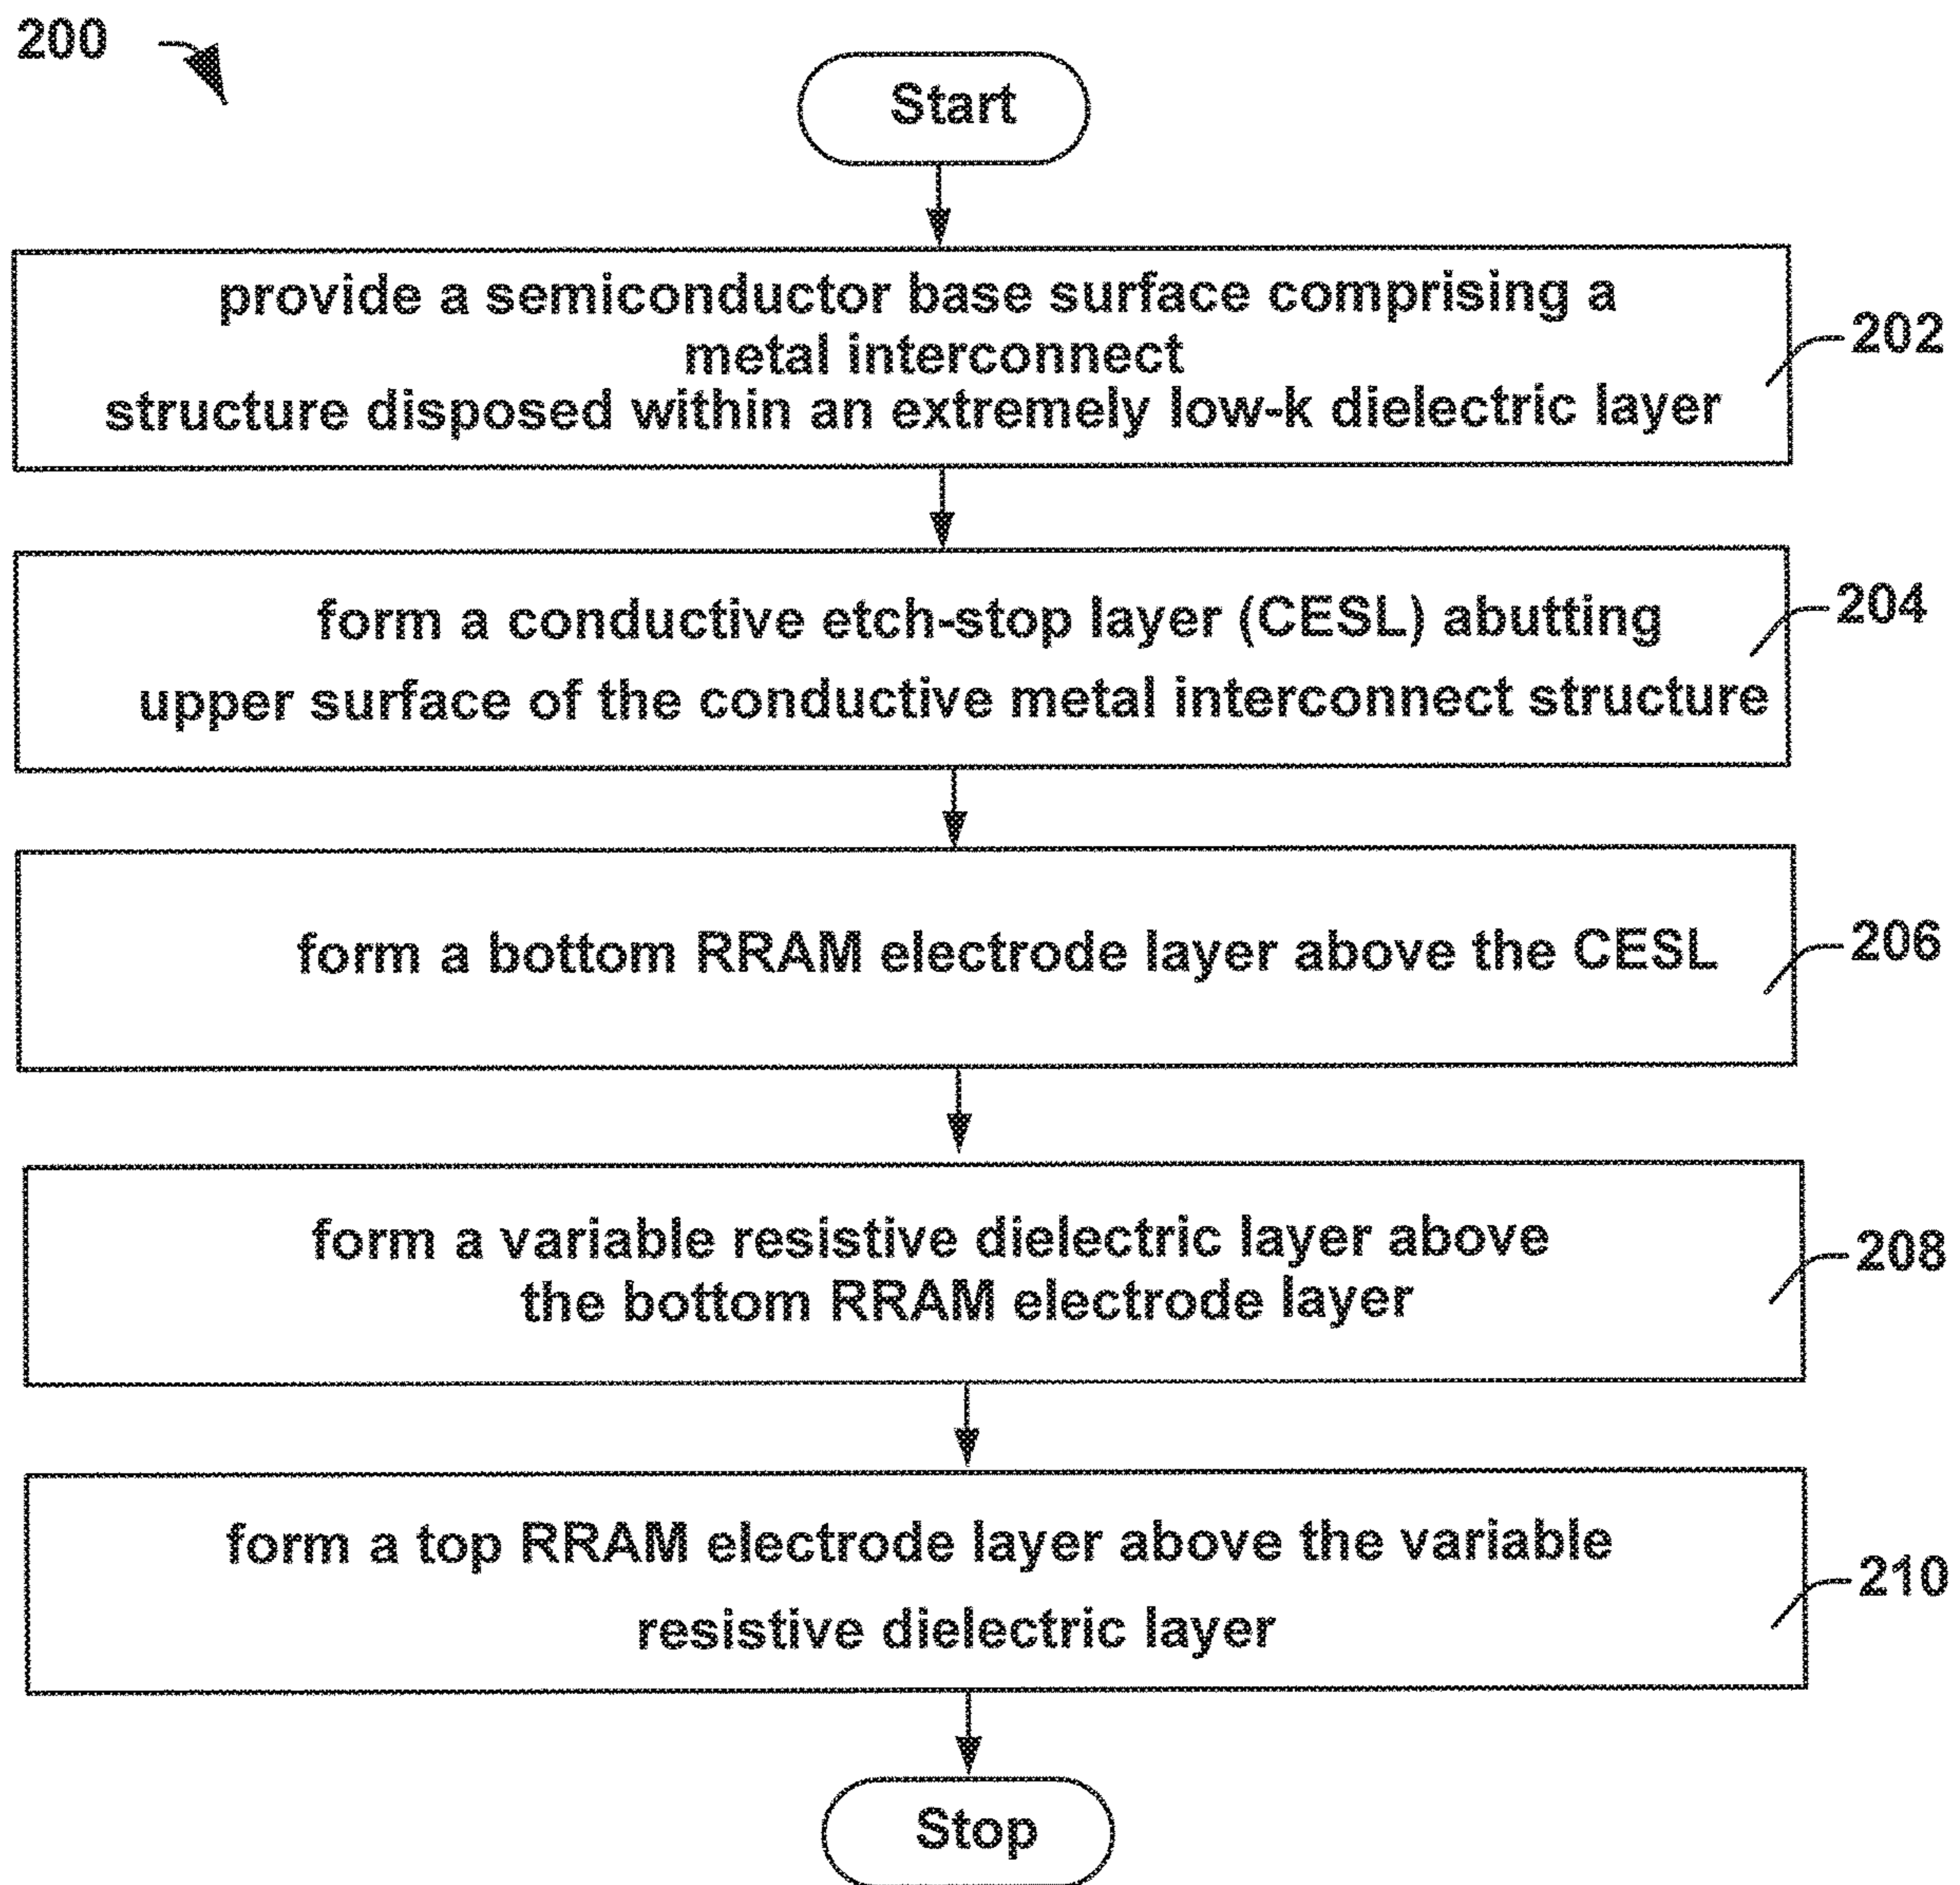 200
Start
provide a semiconductor base surface comprising a
metal interconnect
structure disposed within an extremely low-k dielectric layer
202
form a conductive etch-stop layer (CESL) abutting
upper surface of the conductive metal interconnect structure
204
form a bottom RRAM electrode layer above the CESL
206
form a variable resistive dielectric layer above
the bottom RRAM electrode layer
208
form a top RRAM electrode layer above the variable
resistive dielectric layer
210
Stop